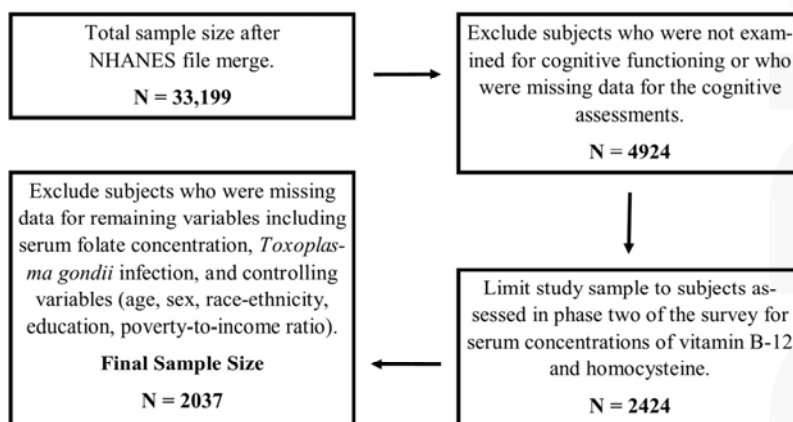 Total sample size after
NHANES file merge.
N = 33,199
Exclude subjects who were not exam-
ined for cognitive functioning or who
were missing data for the cognitive
assessments.
N = 4924
Limit study sample to subjects as-
sessed in phase two of the survey for
serum concentrations of vitamin B-12
and homocysteine.
N = 2424
Exclude subjects who were missing
data for remaining variables including
serum folate concentration, Toxoplas-
ma gondii infection, and controlling
variables (age, sex, race-ethnicity,
education, poverty-to-income ratio).
Final Sample Size
N = 2037